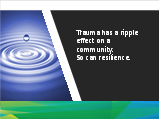 Trauma has a ripple
effect on a
community.
So can resilience.